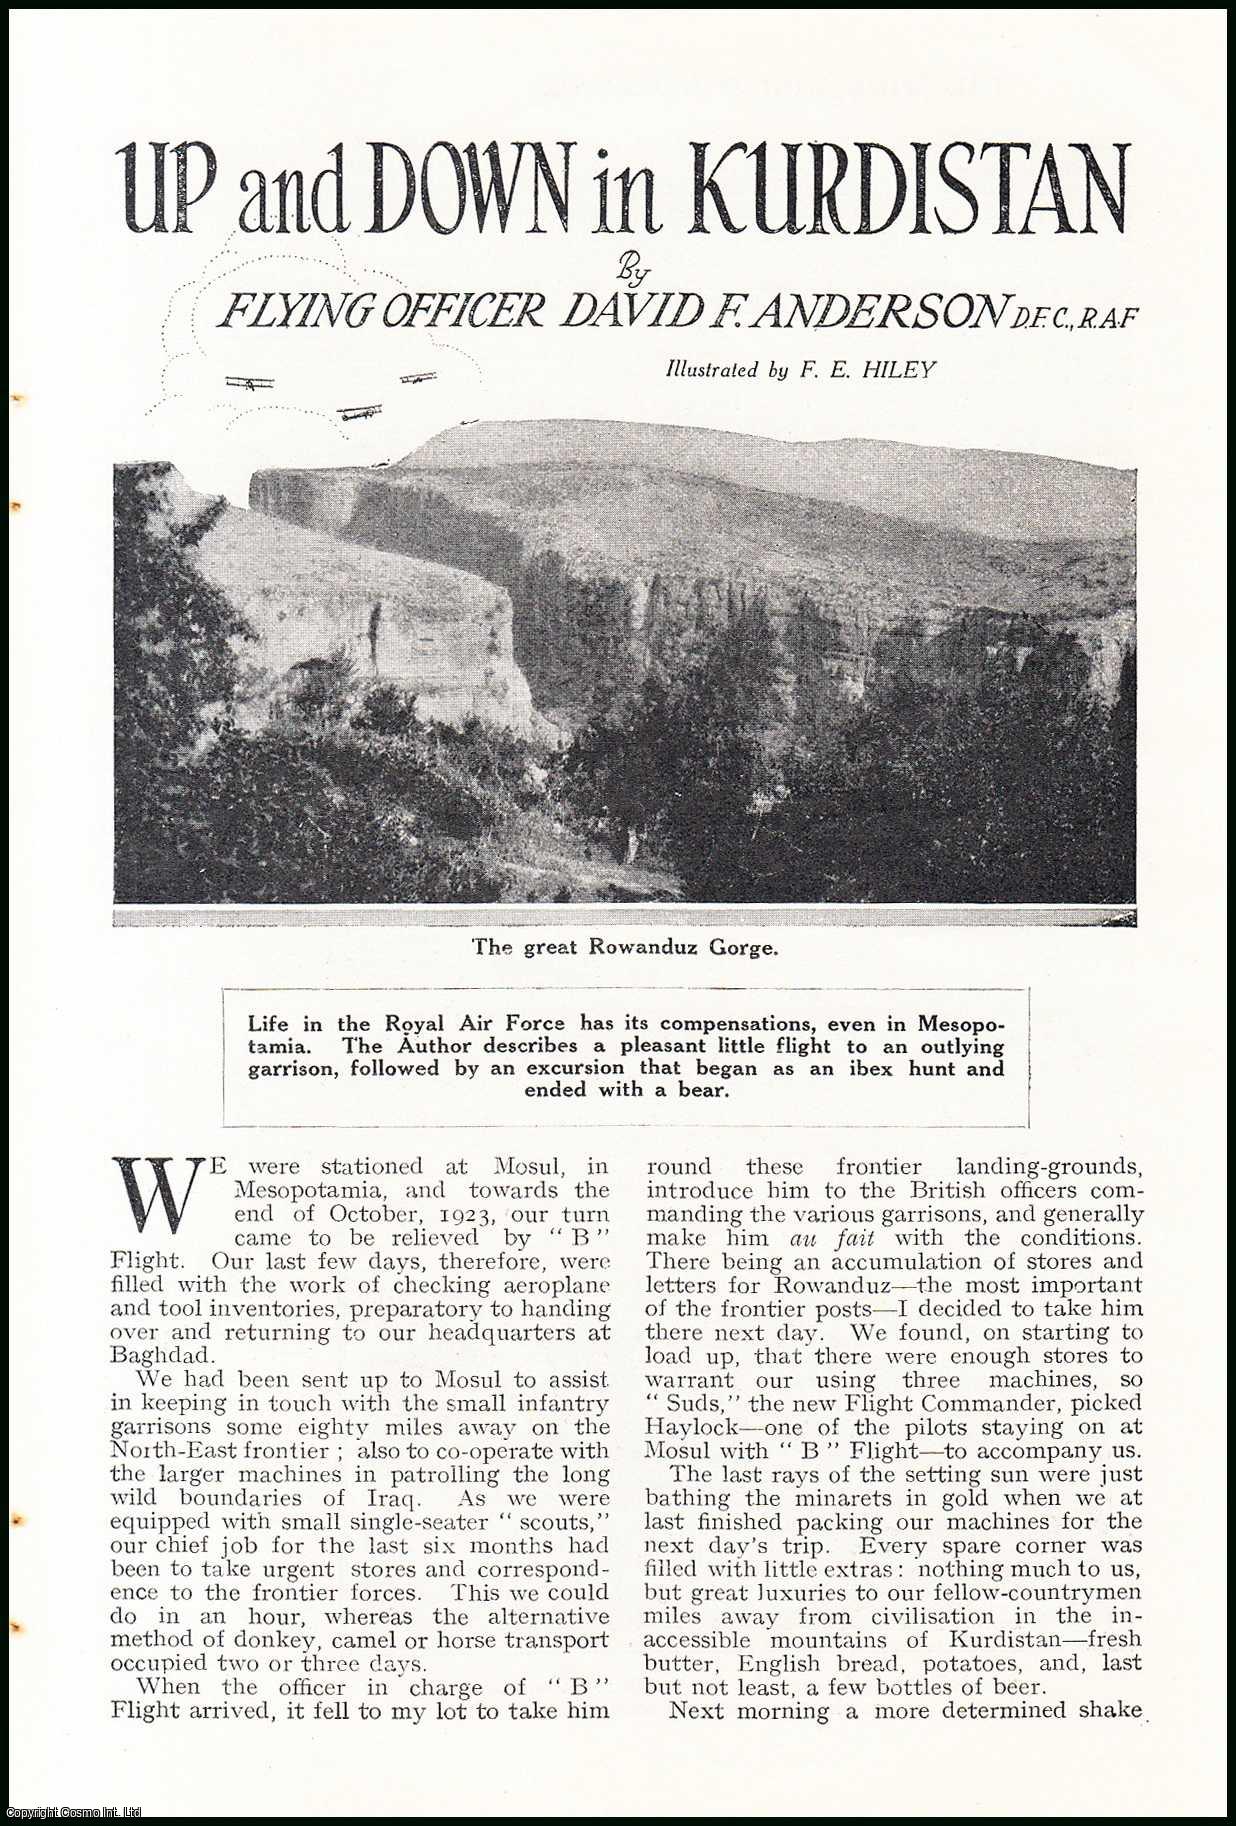 UP and DOWN in KURDISTAN
By
FLYING OFFICER DAVID F. ANDERSON D.F.C., R.A.F
Illustrated by F. E. HILEY
The great Rowanduz Gorge.
Life in the Royal Air Force has its compensations, even in Mesopo-
tamia. The Author describes a pleasant little flight to an outlying
garrison, followed by an excursion that began as an ibex hunt and
ended with a bear.
WE were stationed at Mosul, in
Mesopotamia, and towards the
end of October, 1923, our turn
came to be relieved by “ B ”
Flight. Our last few days, therefore, were
filled with the work of checking aeroplane
and tool inventories, preparatory to handing
over and returning to our headquarters at
Baghdad.
We had been sent up to Mosul to assist
in keeping in touch with the small infantry
garrisons some eighty miles away on the
North-East frontier ; also to co-operate with
the larger machines in patrolling the long
wild boundaries of Iraq. As we were
equipped with small single-seater “ scouts,”
our chief job for the last six months had
been to take urgent stores and correspond-
ence to the frontier forces. This we could
do in an hour, whereas the alternative
method of donkey, camel or horse transport
occupied two or three days.
When the officer in charge of “ B ”
Flight arrived, it fell to my lot to take him
round these frontier landing-grounds,
introduce him to the British officers com-
manding the various garrisons, and generally
make him au fait with the conditions.
There being an accumulation of stores and
letters for Rowanduz—the most important
of the frontier posts—I decided to take him
there next day. We found, on starting to
load up, that there were enough stores to
warrant our using three machines, so
“ Suds,” the new Flight Commander, picked
Haylock—one of the pilots staying on at
Mosul with “ B ” Flight—to accompany us.
The last rays of the setting sun were just
bathing the minarets in gold when we at
last finished packing our machines for the
next day’s trip. Every spare corner was
filled with little extras : nothing much to us,
but great luxuries to our fellow-countrymen
miles away from civilisation in the in-
accessible mountains of Kurdistan—fresh
butter, English bread, potatoes, and, last
but not least, a few bottles of beer.
Next morning a more determined shake
Copyright Cosmo Int. Ltd